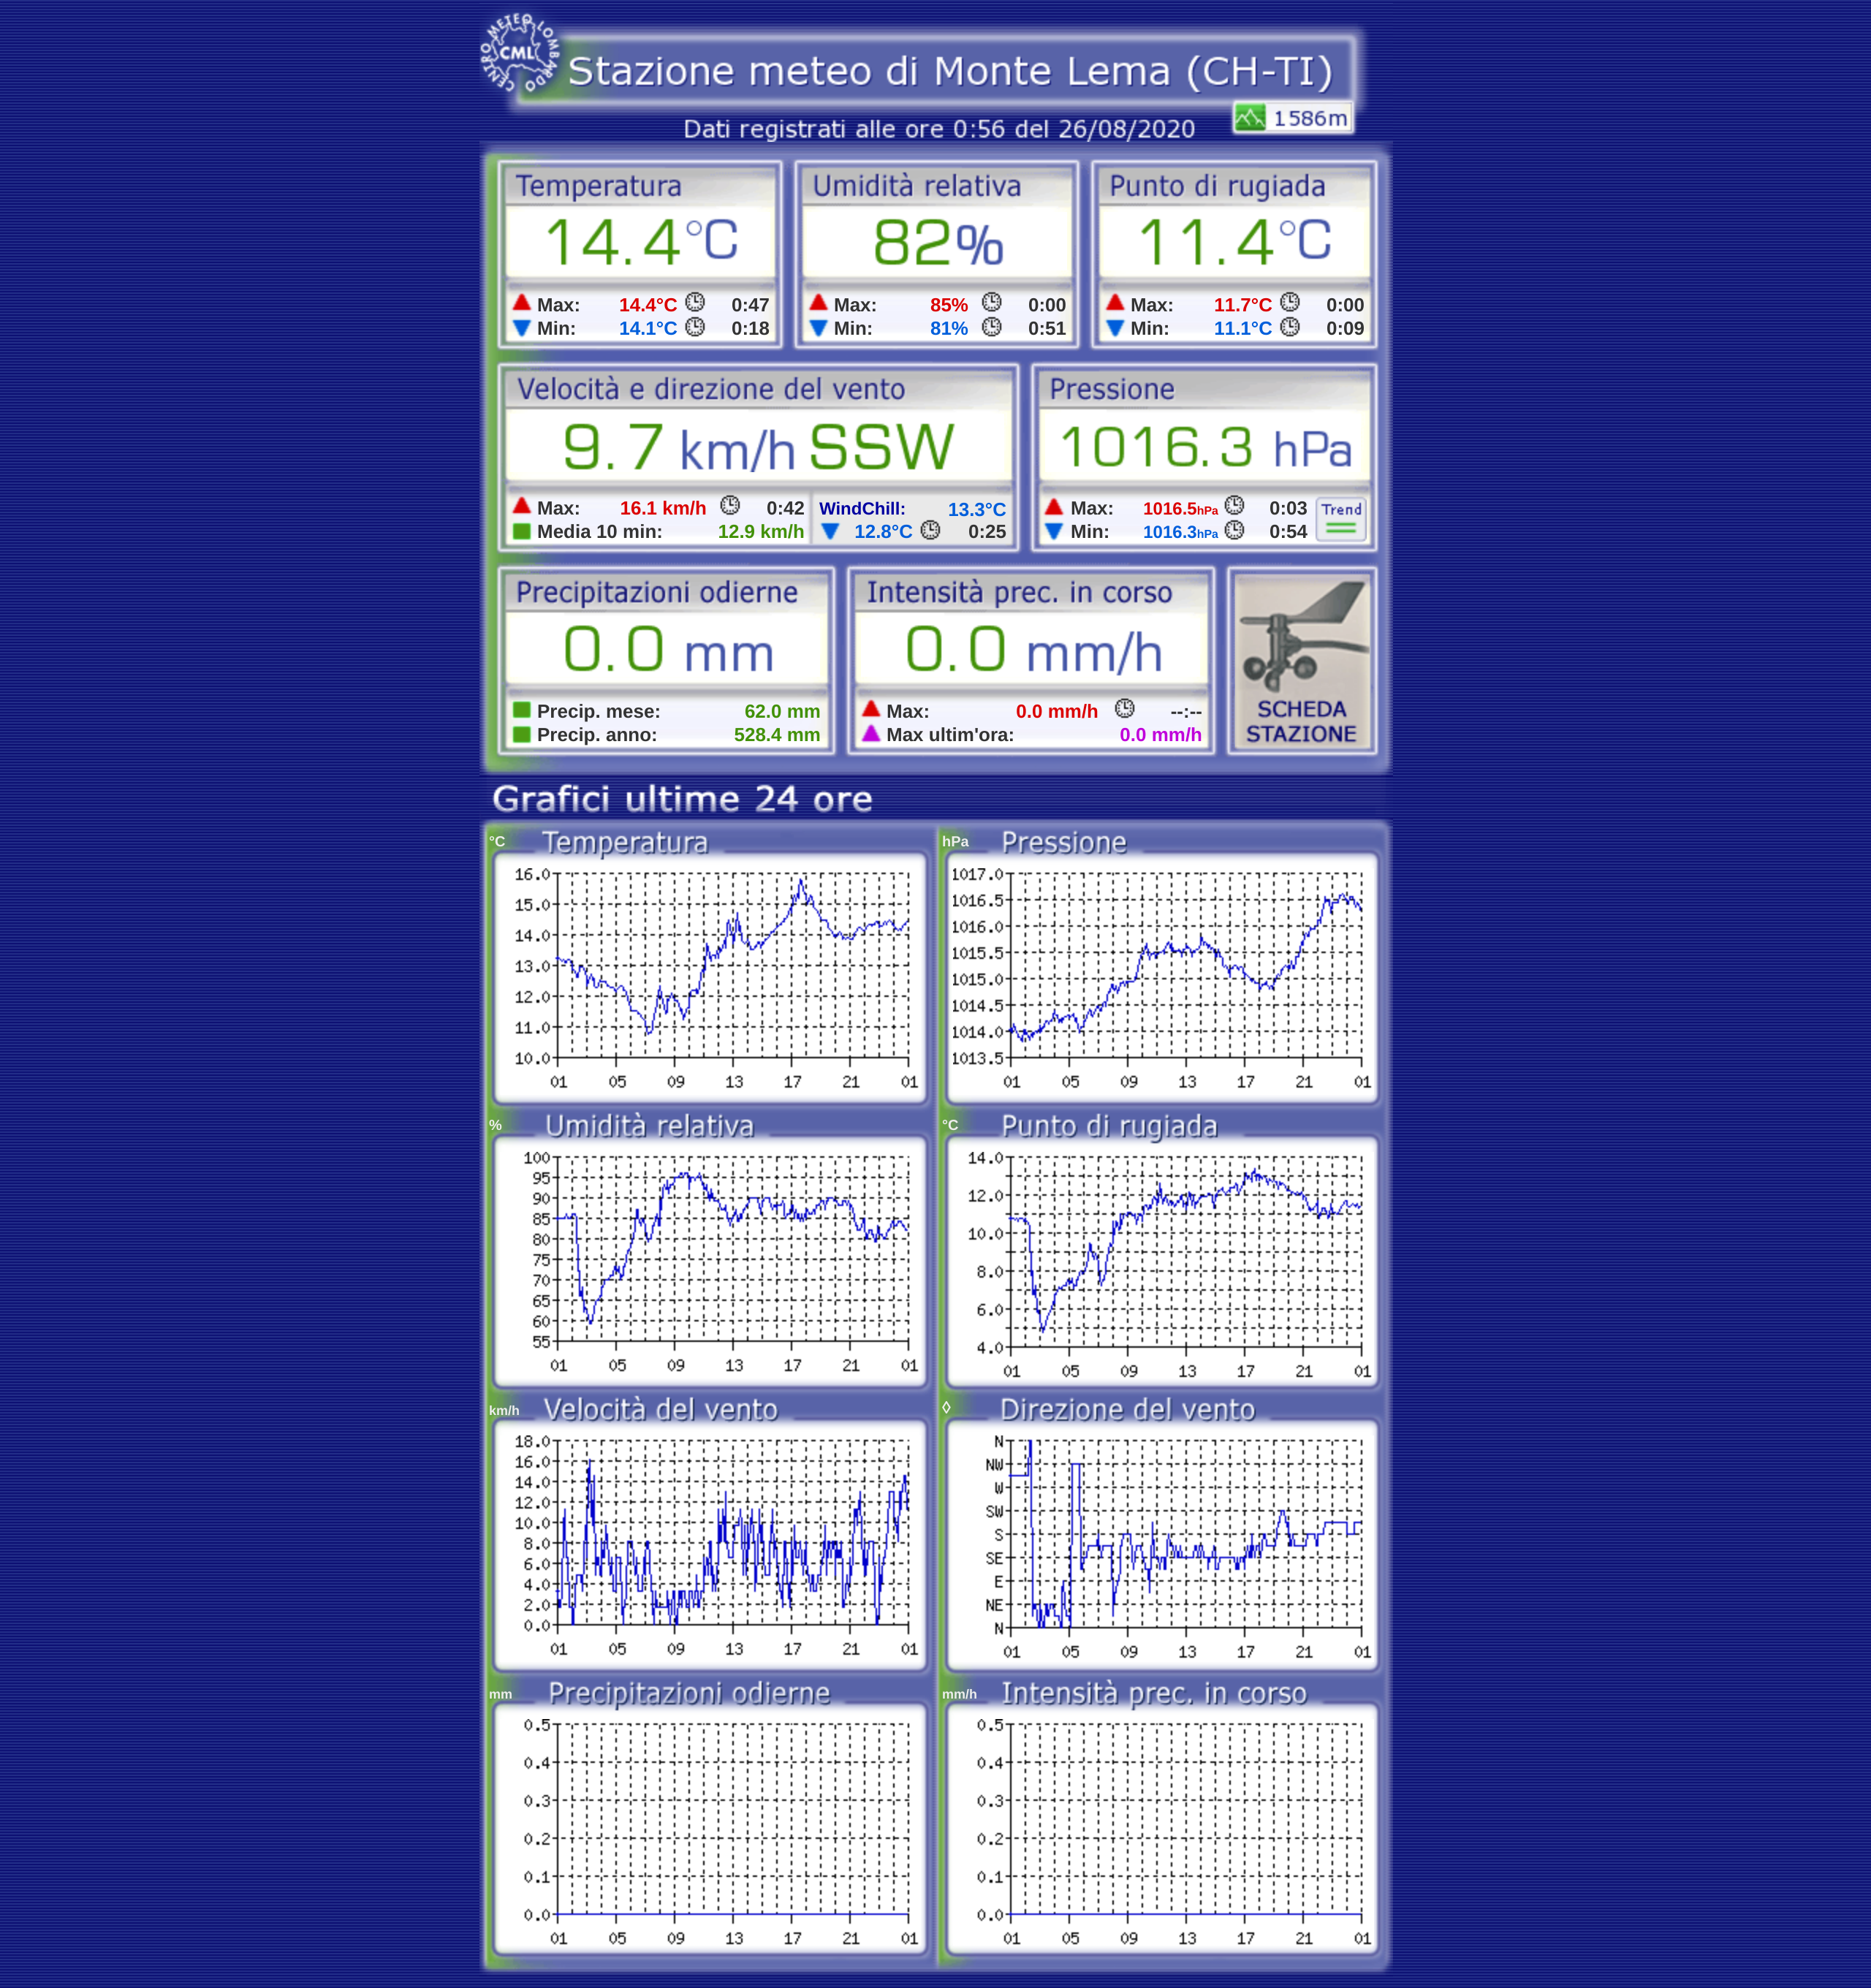 CENTRO METEO LOMBARDO
CML
Stazione meteo di Monte Lema (CH-TI)
1586m
Dati registrati alle ore 0:56 del 26/08/2020
Temperatura
14.4°C
Max: 14.4°C 0:47
Min: 14.1°C 0:18
Umidità relativa
82%
Max: 85% 0:00
Min: 81% 0:51
Punto di rugiada
11.4°C
Max: 11.7°C 0:00
Min: 11.1°C 0:09
Velocità e direzione del vento
9.7 km/h SSW
Max: 16.1 km/h 0:42
Media 10 min: 12.9 km/h
WindChill: 13.3°C
12.8°C 0:25
Pressione
1016.3 hPa
Max: 1016.5hPa 0:03
Min: 1016.3hPa 0:54
Trend
Precipitazioni odierne
0.0 mm
Precip. mese: 62.0 mm
Precip. anno: 528.4 mm
Intensità prec. in corso
0.0 mm/h
Max: 0.0 mm/h --:--
Max ultim'ora: 0.0 mm/h
SCHEDA
STAZIONE
Grafici ultime 24 ore
°C Temperatura
16.0
15.0
14.0
13.0
12.0
11.0
10.0
01 05 09 13 17 21 01
hPa Pressione
1017.0
1016.5
1016.0
1015.5
1015.0
1014.5
1014.0
1013.5
01 05 09 13 17 21 01
% Umidità relativa
100
95
90
85
80
75
70
65
60
55
01 05 09 13 17 21 01
°C Punto di rugiada
14.0
12.0
10.0
8.0
6.0
4.0
01 05 09 13 17 21 01
km/h Velocità del vento
18.0
16.0
14.0
12.0
10.0
8.0
6.0
4.0
2.0
0.0
01 05 09 13 17 21 01
◊ Direzione del vento
N
NW
W
SW
S
SE
E
NE
N
01 05 09 13 17 21 01
mm Precipitazioni odierne
0.5
0.4
0.3
0.2
0.1
0.0
01 05 09 13 17 21 01
mm/h Intensità prec. in corso
0.5
0.4
0.3
0.2
0.1
0.0
01 05 09 13 17 21 01